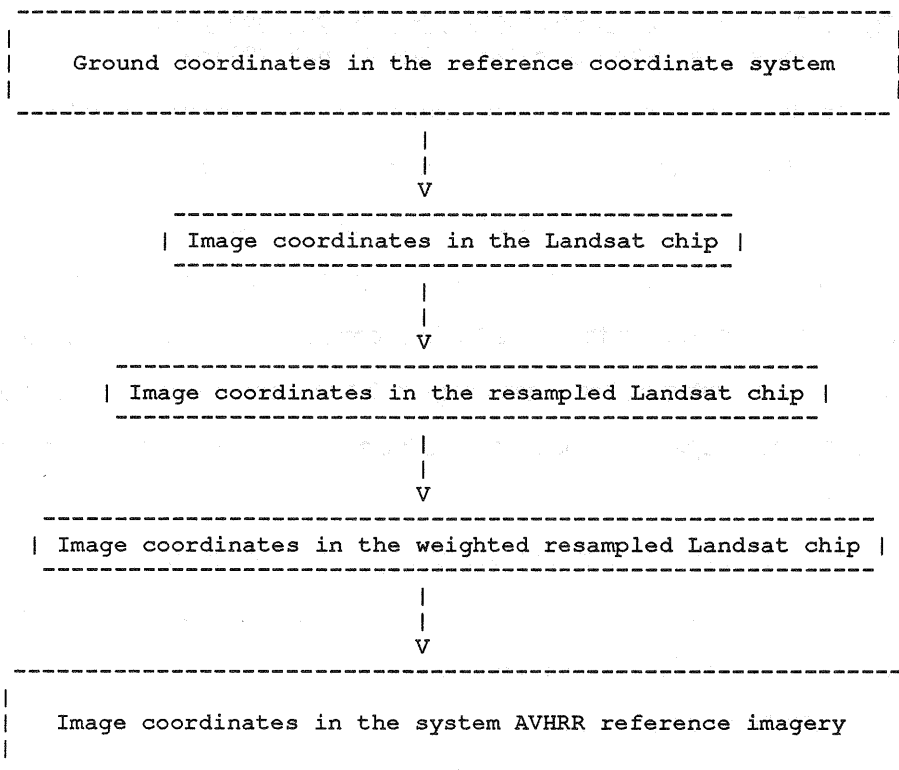 Ground coordinates in the reference coordinate system
V
Image coordinates in the Landsat chip
V
Image coordinates in the resampled Landsat chip
V
Image coordinates in the weighted resampled Landsat chip
V
Image coordinates in the system AVHRR reference imagery